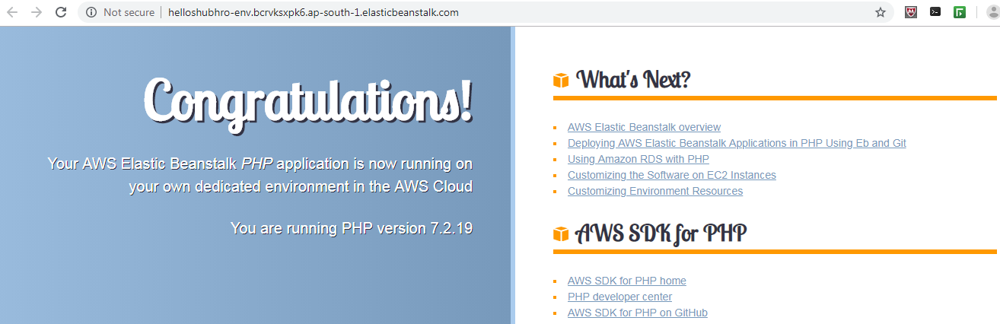 Not secure | helloshubhro-env.bcrvksxpk6.ap-south-1.elasticbeanstalk.com
Congratulations!
Your AWS Elastic Beanstalk PHP application is now running on
your own dedicated environment in the AWS Cloud
You are running PHP version 7.2.19
What's Next?
AWS Elastic Beanstalk overview
Deploying AWS Elastic Beanstalk Applications in PHP Using Eb and Git
Using Amazon RDS with PHP
Customizing the Software on EC2 Instances
Customizing Environment Resources
AWS SDK for PHP
AWS SDK for PHP home
PHP developer center
AWS SDK for PHP on GitHub